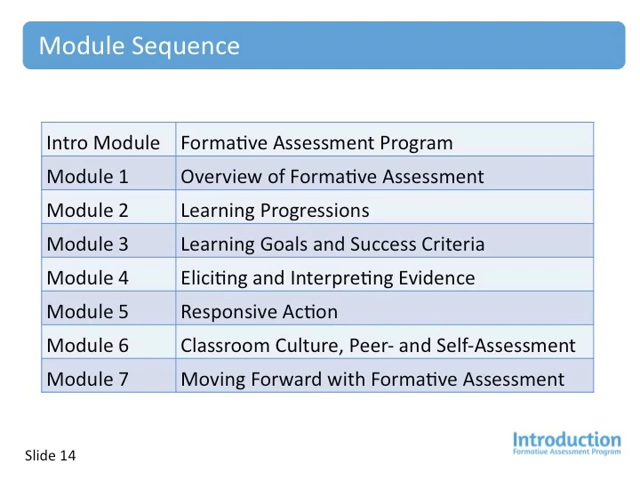 Module Sequence
Intro Module Formative Assessment Program
Module 1 Overview of Formative Assessment
Module 2 Learning Progressions
Module 3 Learning Goals and Success Criteria
Module 4 Eliciting and Interpreting Evidence
Module 5 Responsive Action
Module 6 Classroom Culture, Peer- and Self-Assessment
Module 7 Moving Forward with Formative Assessment
Introduction
Formative Assessment Program
Slide 14